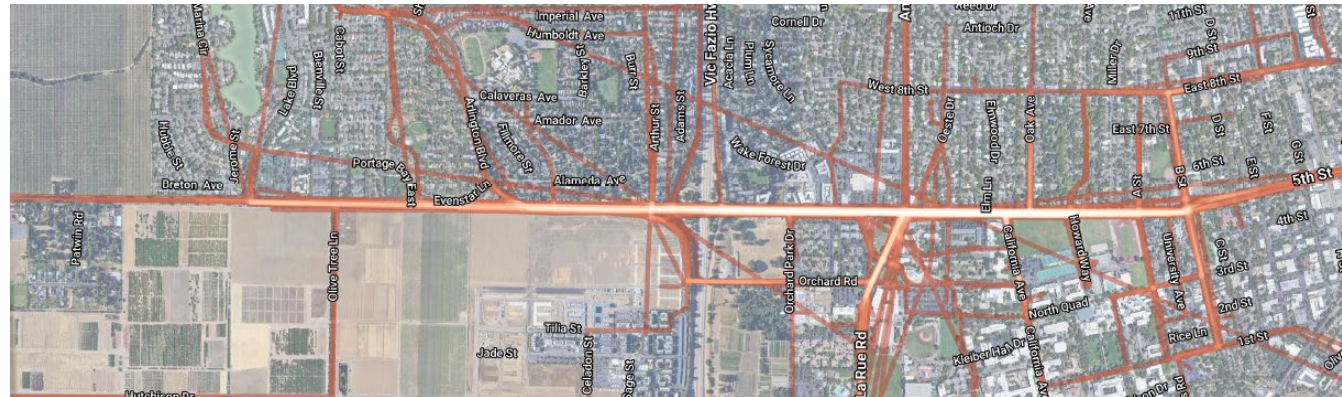 Imperial Ave
Humboldt Ave
Marina Cir
Cabot St
Bienville St
Lake Blvd
Barkley St
Burr St
Vic Fazio Hw
Acacia Ln
Plum Ln
Sycamore Ln
Cornell Dr
Reed Dr
Antioch Dr
Miller Dr
11th St
D St
9th St
East 8th St
West 8th St
Calaveras Ave
Amador Ave
Arlington Blvd
Fillmore St
Arthur St
Adams St
Wake Forest Dr
Oeste Dr
Elmwood Dr
Oak Ave
East 7th St
D St
F St
G St
E St
6th St
B St
A St
5th St
4th St
Hubble St
Jerome St
Breton Ave
Portage Bay East
Evenstar Ln
Alameda Ave
Elm Ln
Patwin Rd
Olive Tree Ln
Orchard Park Dr
Orchard Rd
California Ave
Howard Way
University Ave
C St
3rd St
2nd St
1st St
North Quad
Rice Ln
Tilia St
Jade St
Celadon St
Sage St
La Rue Rd
Kleiber Hall Dr
California Av
Hutchison Dr